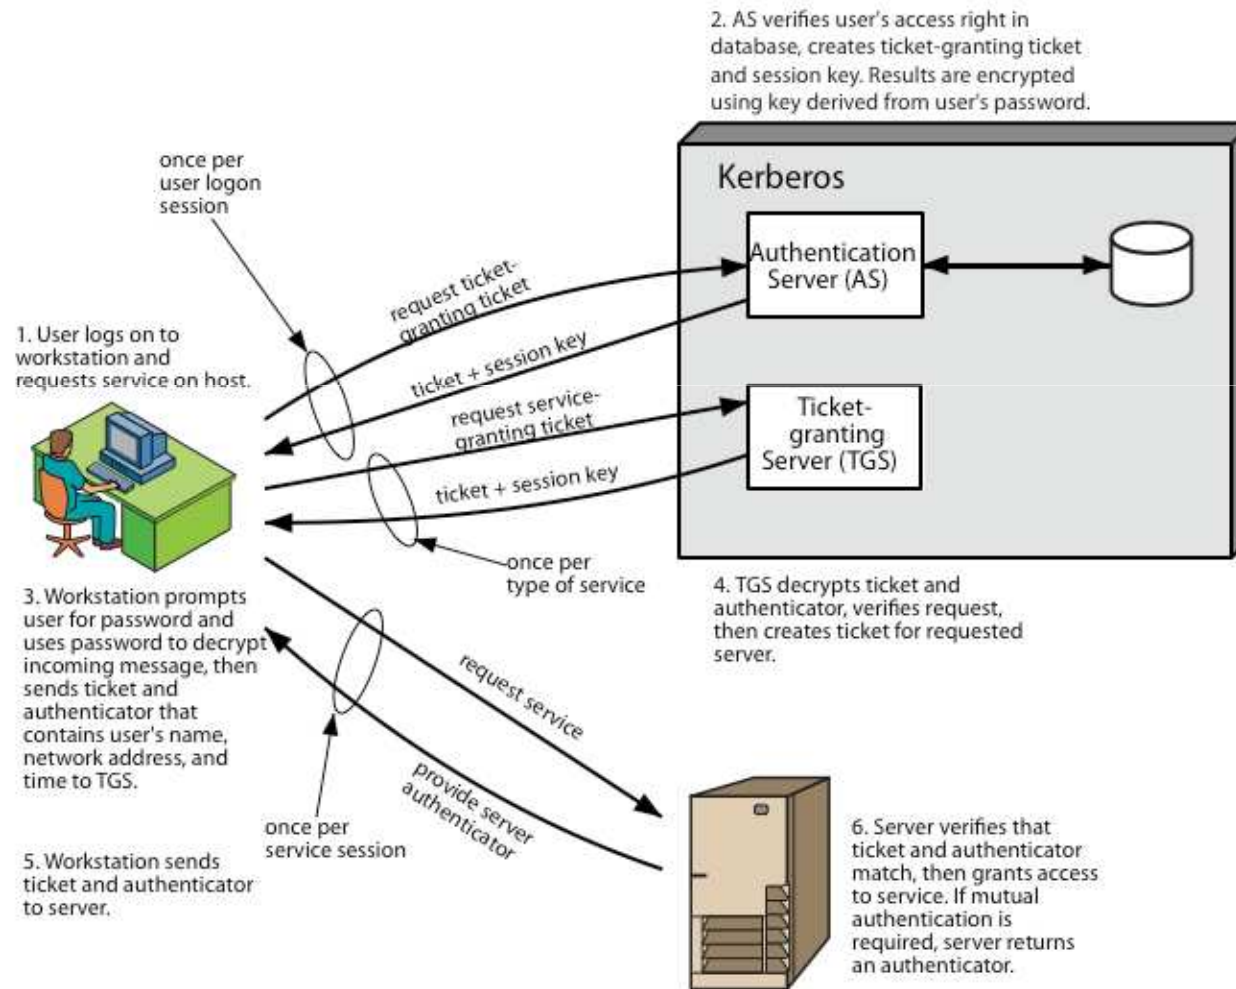 2. AS verifies user's access right in
database, creates ticket-granting ticket
and session key. Results are encrypted
using key derived from user's password.
once per
user logon
session
Kerberos
Authentication
Server (AS)
request ticket-
granting ticket
1. User logs on to
workstation and
requests service on host.
ticket + session key
request service-
granting ticket
Ticket-
granting
Server (TGS)
ticket + session key
once per
type of service
3. Workstation prompts
user for password and
uses password to decrypt
incoming message, then
sends ticket and
authenticator that
contains user's name,
network address, and
time to TGS.
4. TGS decrypts ticket and
authenticator, verifies request,
then creates ticket for requested
server.
request service
provide server
authenticator
once per
service session
5. Workstation sends
ticket and authenticator
to server.
6. Server verifies that
ticket and authenticator
match, then grants access
to service. If mutual
authentication is
required, server returns
an authenticator.